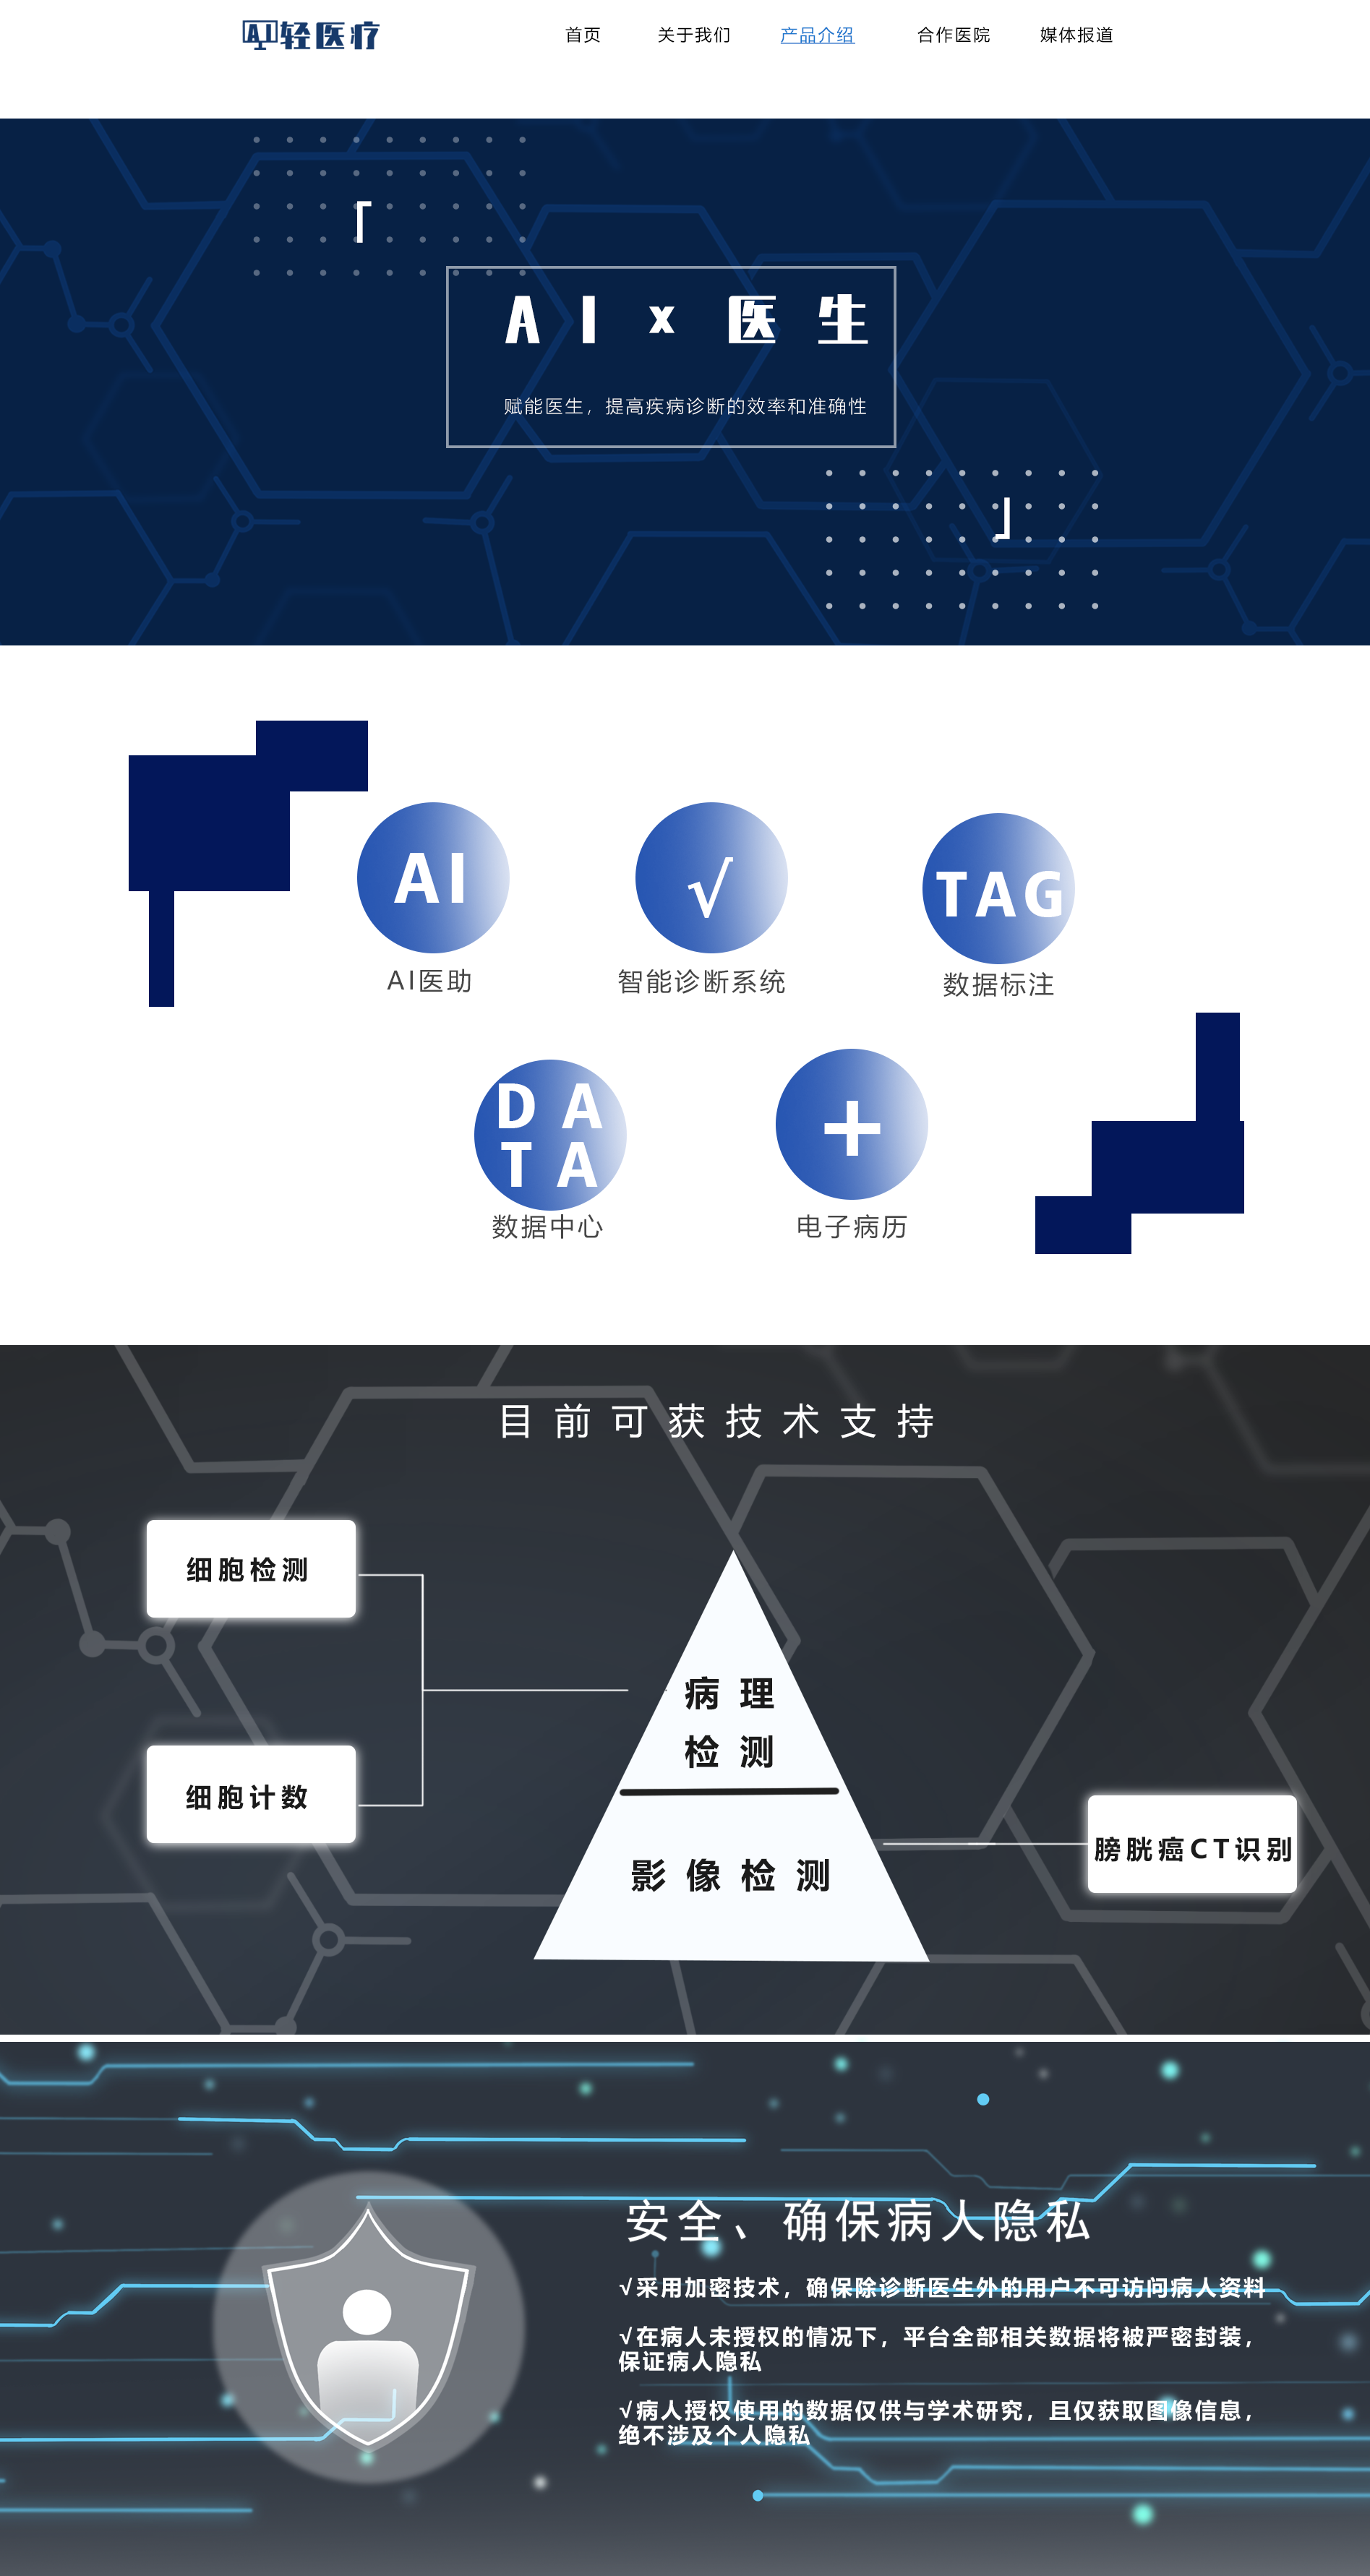 AI轻医疗
首页 关于我们 产品介绍 合作医院 媒体报道
「
AI x 医生
赋能医生，提高疾病诊断的效率和准确性
」
AI √ TAG
AI医助 智能诊断系统 数据标注
DA
TA
+
数据中心 电子病历
目前可获技术支持
细胞检测
病理
检测
细胞计数
影像检测
膀胱癌CT识别
安全、确保病人隐私
√采用加密技术，确保除诊断医生外的用户不可访问病人资料
√在病人未授权的情况下，平台全部相关数据将被严密封装，
保证病人隐私
√病人授权使用的数据仅供与学术研究，且仅获取图像信息，
绝不涉及个人隐私